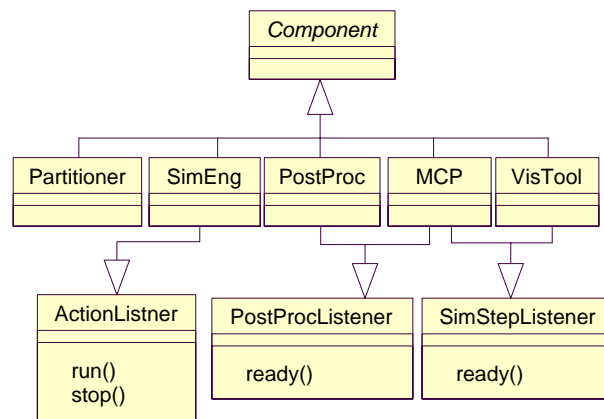 Component
Partitioner
SimEng
PostProc
MCP
VisTool
ActionListner
run()
stop()
PostProcListener
ready()
SimStepListener
ready()